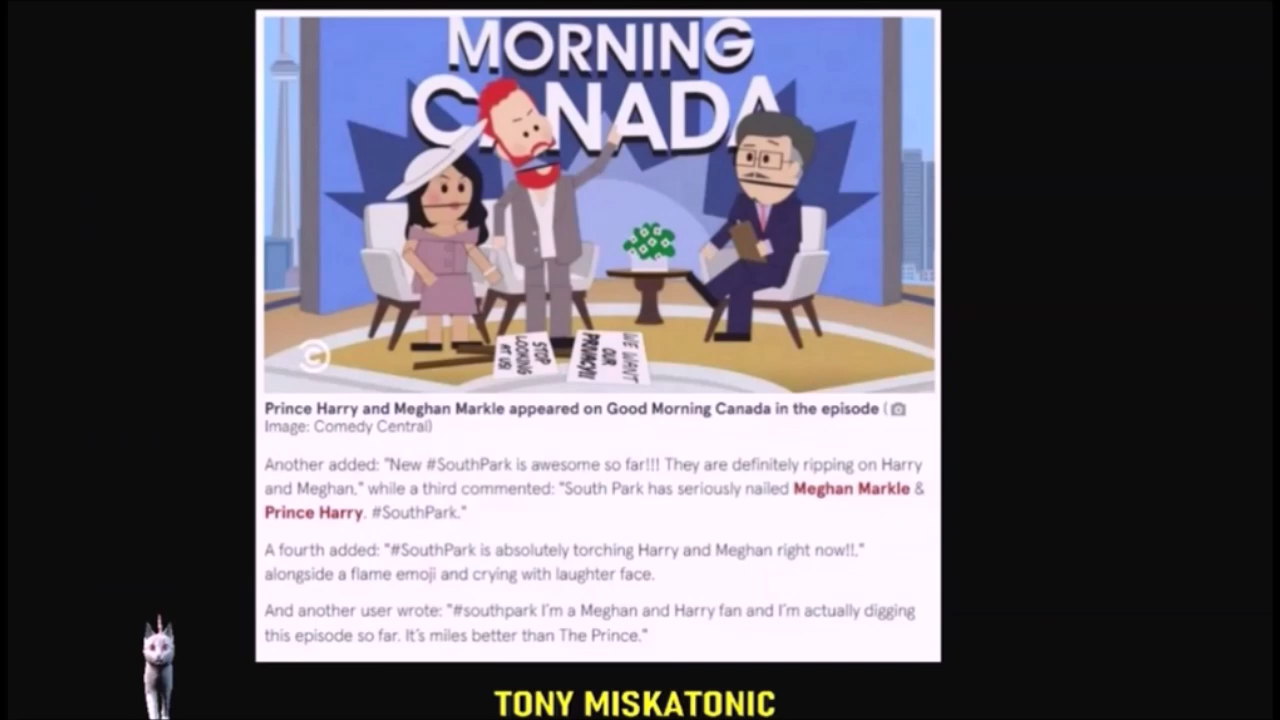 MORNING
CANADA
STOP
LOOKING
AT US!
WE WANT
OUR
PRIVACY!
Prince Harry and Meghan Markle appeared on Good Morning Canada in the episode (
Image: Comedy Central)
Another added: "New #SouthPark is awesome so far!!! They are definitely ripping on Harry
and Meghan," while a third commented: "South Park has seriously nailed Meghan Markle &
Prince Harry. #SouthPark."
A fourth added: "#SouthPark is absolutely torching Harry and Meghan right now!!."
alongside a flame emoji and crying with laughter face.
And another user wrote: "#southpark I'm a Meghan and Harry fan and I'm actually digging
this episode so far. It's miles better than The Prince."
TONY MISKATONIC